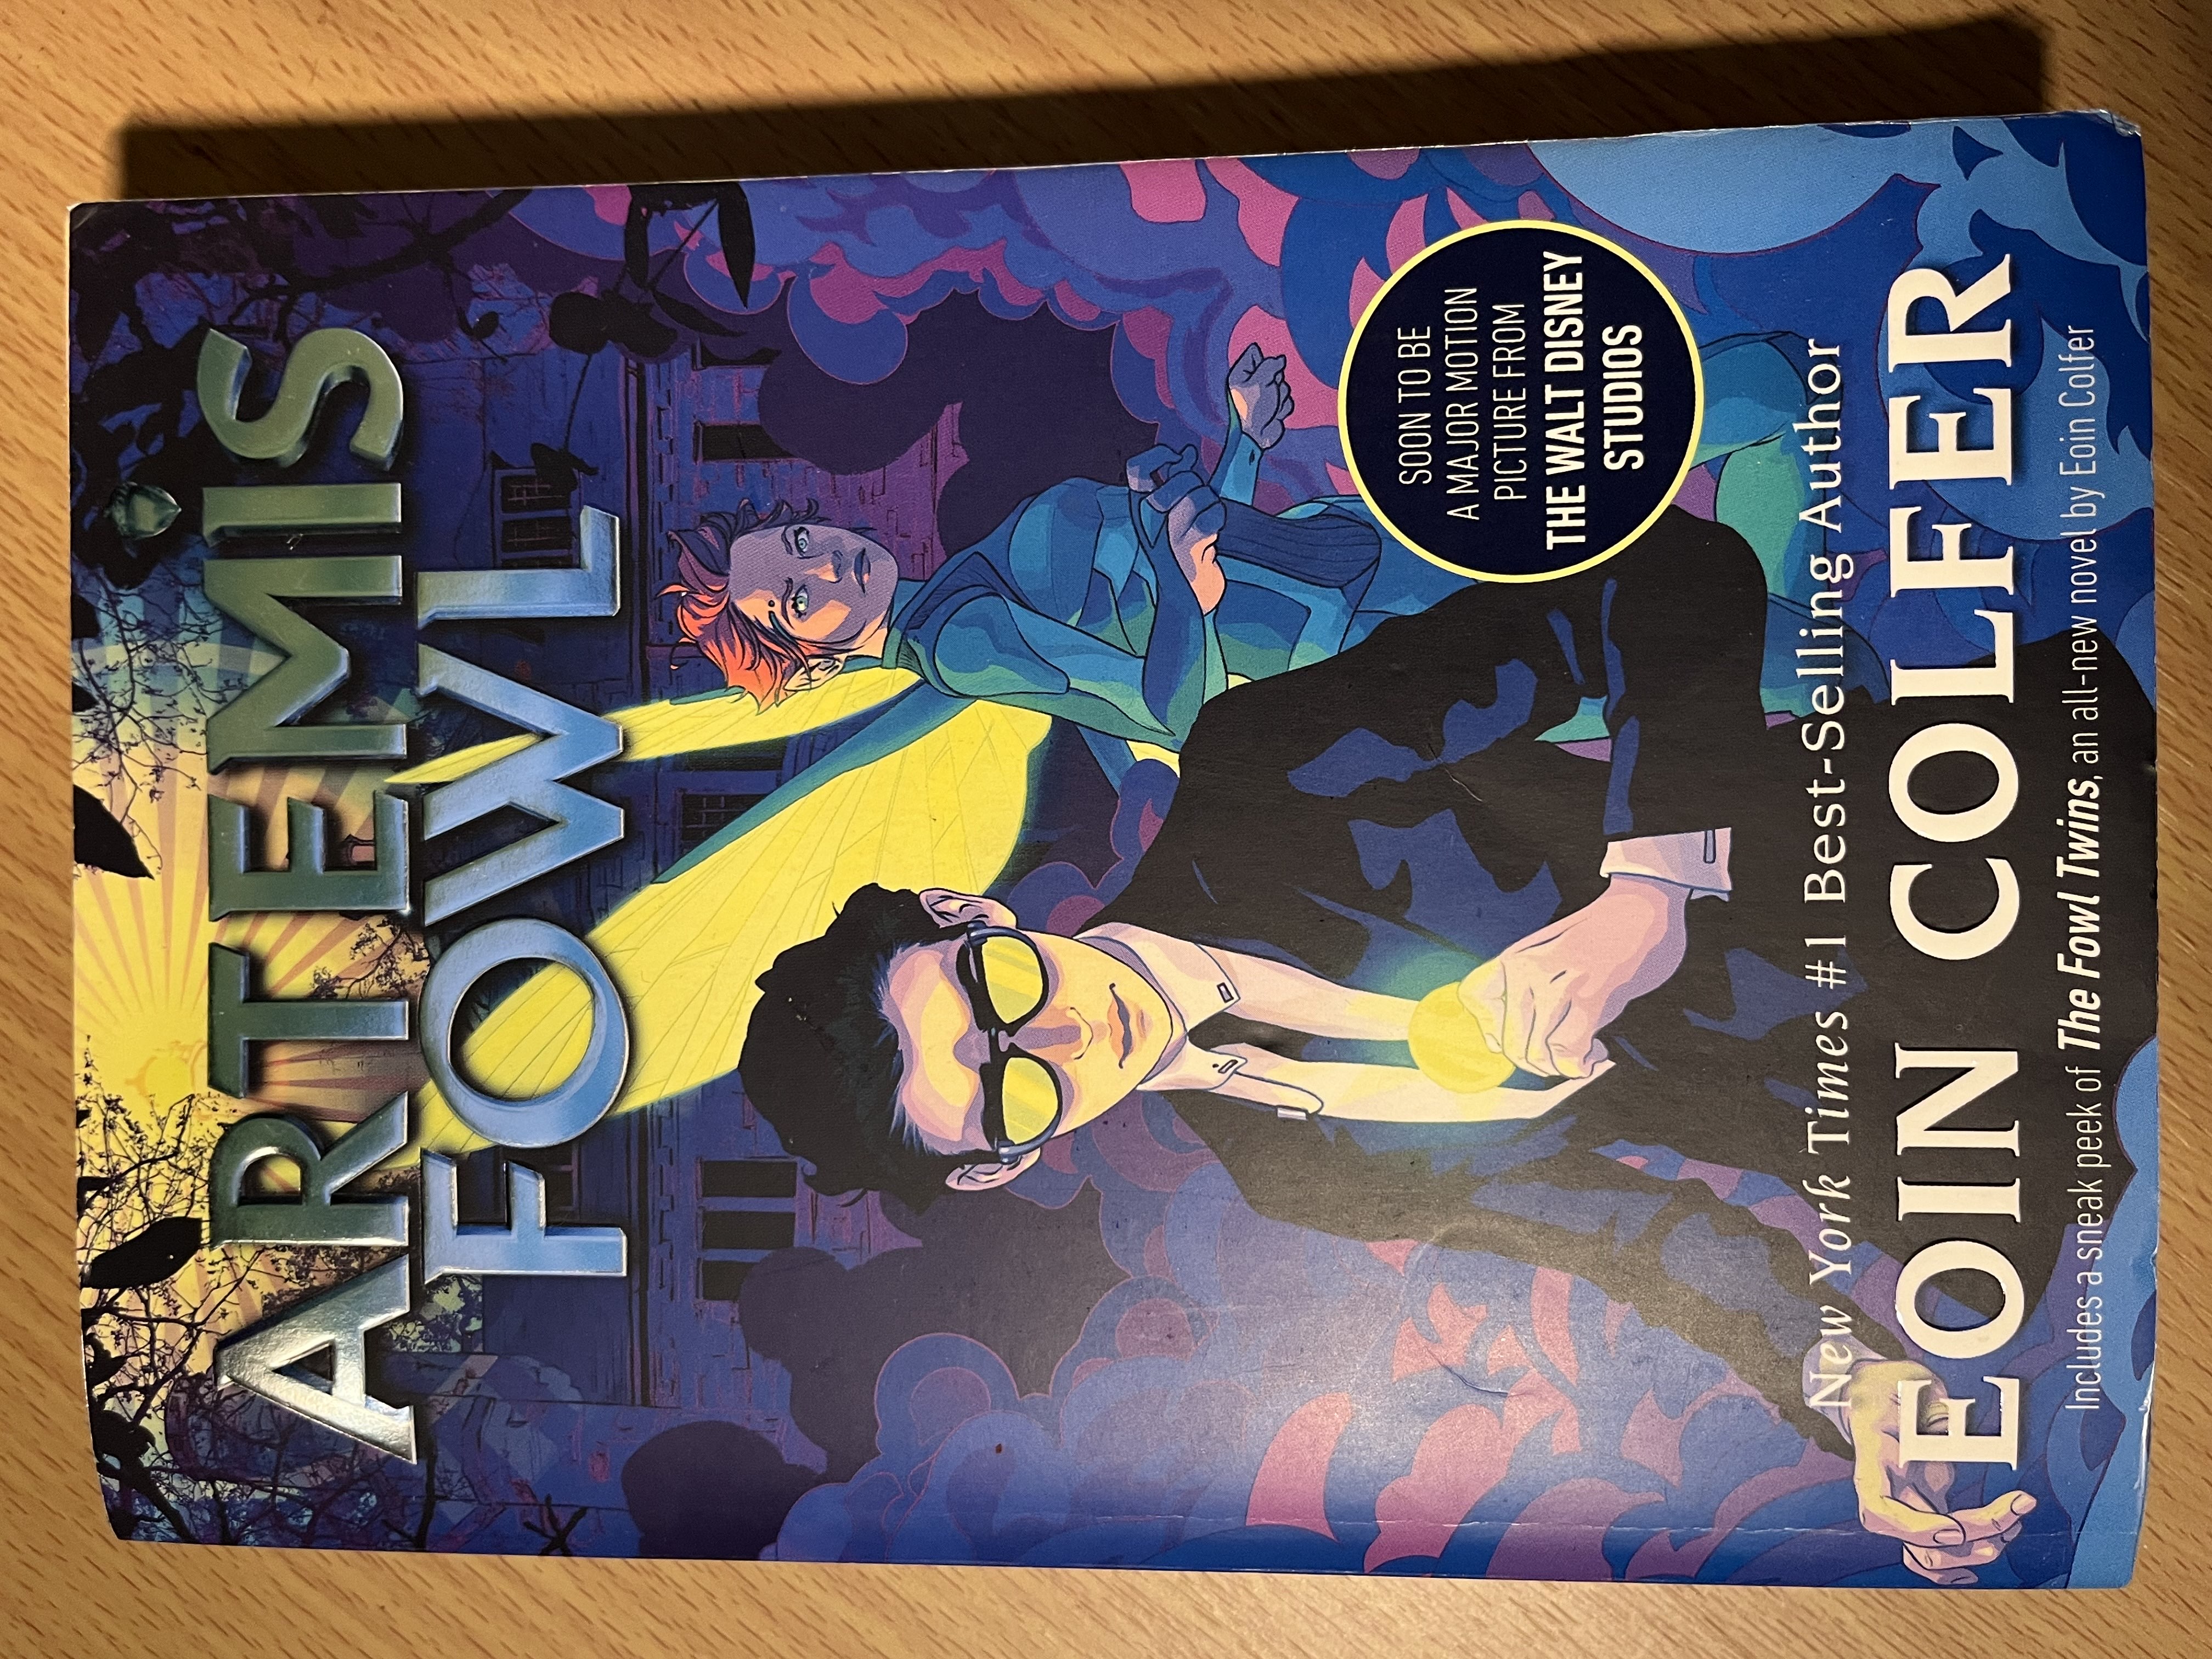 ARTEMIS
FOWL
SOON TO BE
A MAJOR MOTION
PICTURE FROM
THE WALT DISNEY
STUDIOS
New York Times #1 Best-Selling Author
EOIN COLFER
Includes a sneak peek of The Fowl Twins, an all-new novel by Eoin Colfer